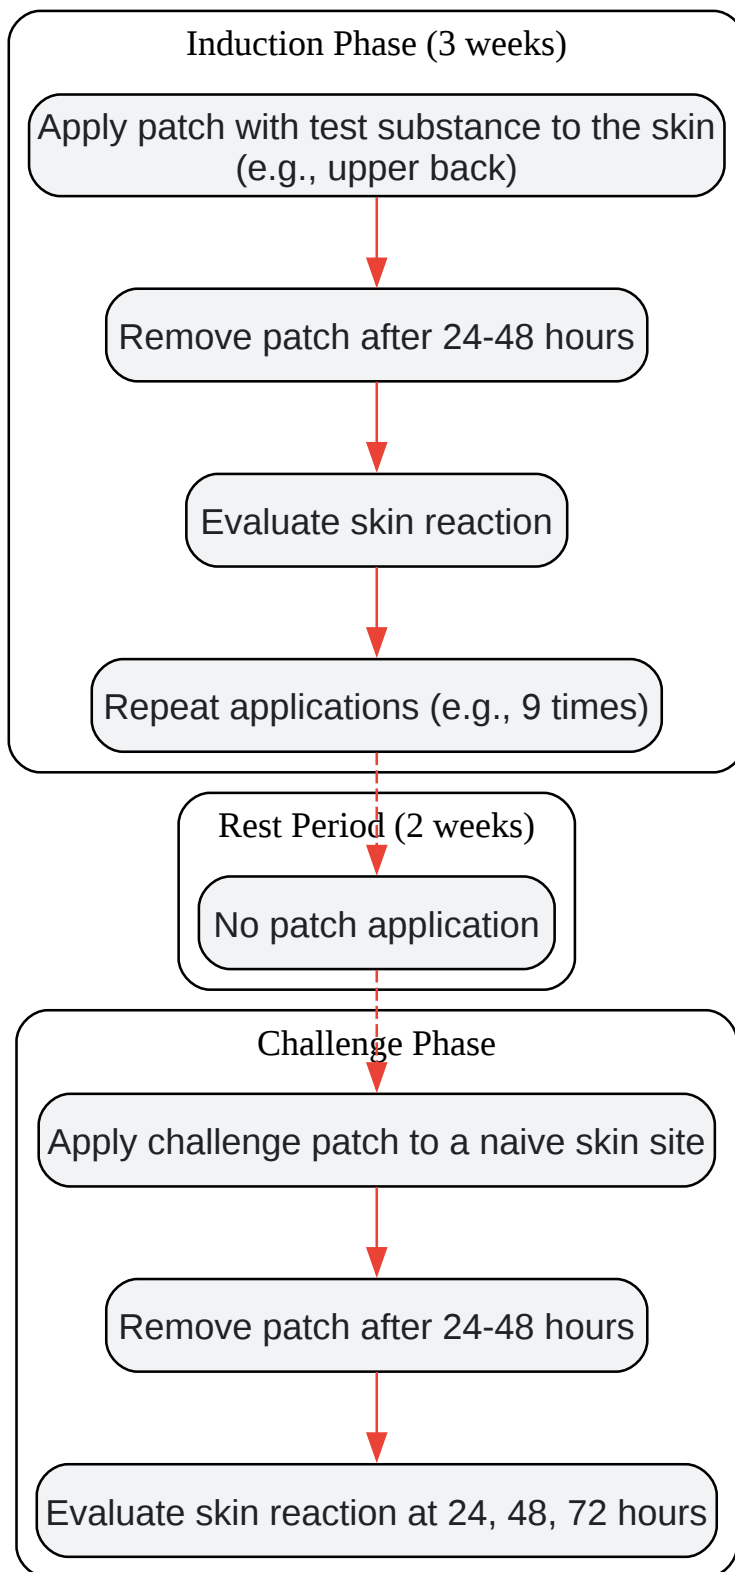 Induction Phase (3 weeks)
Apply patch with test substance to the skin
(e.g., upper back)
Remove patch after 24-48 hours
Evaluate skin reaction
Repeat applications (e.g., 9 times)
Rest Period (2 weeks)
No patch application
Challenge Phase
Apply challenge patch to a naive skin site
Remove patch after 24-48 hours
Evaluate skin reaction at 24, 48, 72 hours